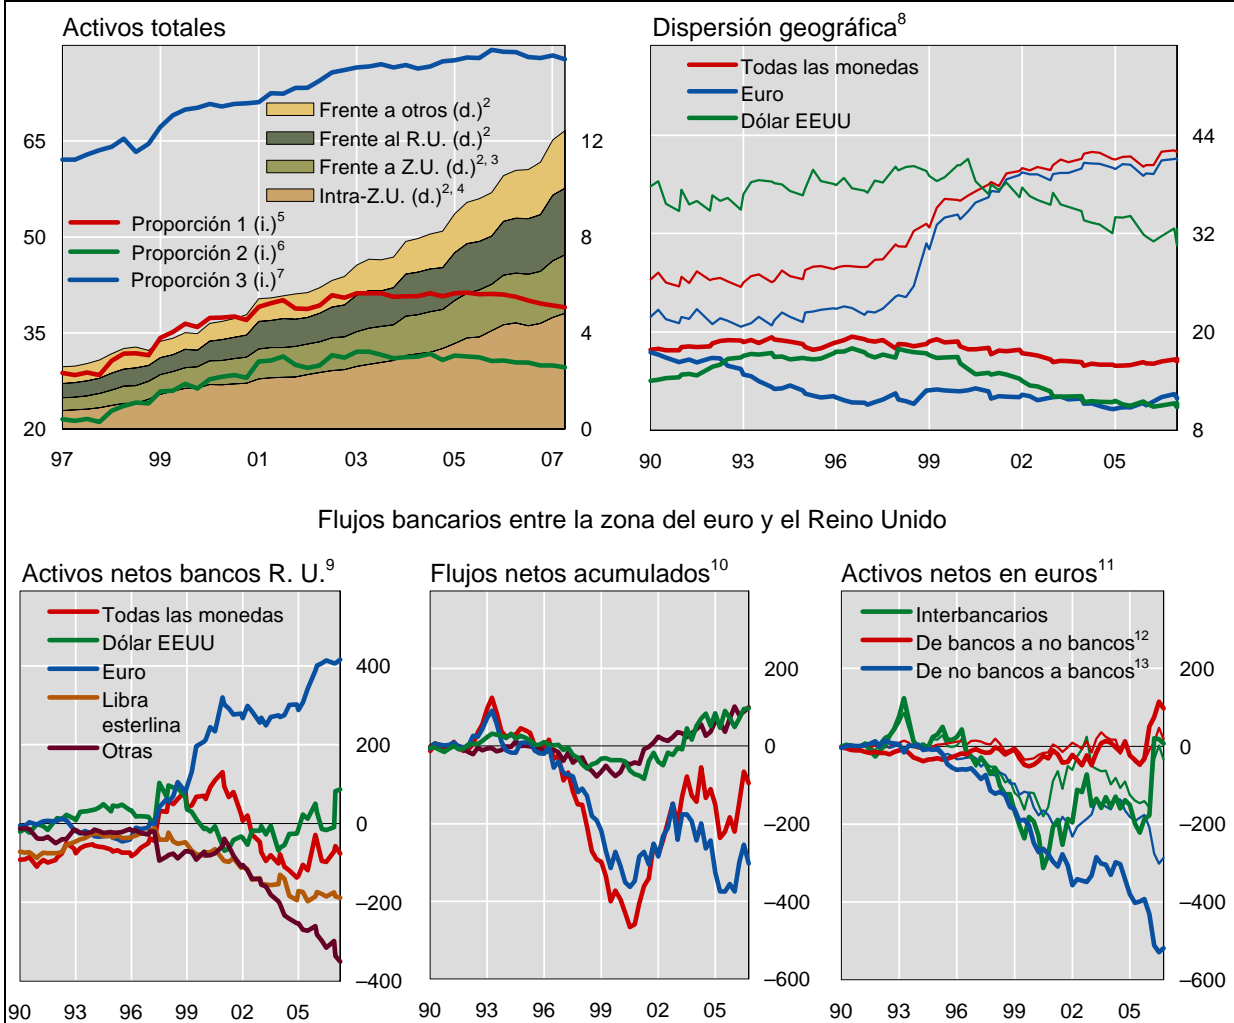 Activos totales
Frente a otros (d.)2
Frente al R.U. (d.)2
Frente a Z.U. (d.)2, 3
Intra-Z.U. (d.)2, 4
Proporción 1 (i.)5
Proporción 2 (i.)6
Proporción 3 (i.)7
65
50
35
20
12
8
4
0
97 99 01 03 05 07
Dispersión geográfica8
Todas las monedas
Euro
Dólar EEUU
44
32
20
8
90 93 96 99 02 05
Flujos bancarios entre la zona del euro y el Reino Unido
Activos netos bancos R. U.9
Todas las monedas
Dólar EEUU
Euro
Libra
esterlina
Otras
400
200
0
–200
–400
90 93 96 99 02 05
Flujos netos acumulados10
200
0
–200
–400
–600
90 93 96 99 02 05
Activos netos en euros11
Interbancarios
De bancos a no bancos12
De no bancos a bancos13
200
0
–200
–400
–600
90 93 96 99 02 05